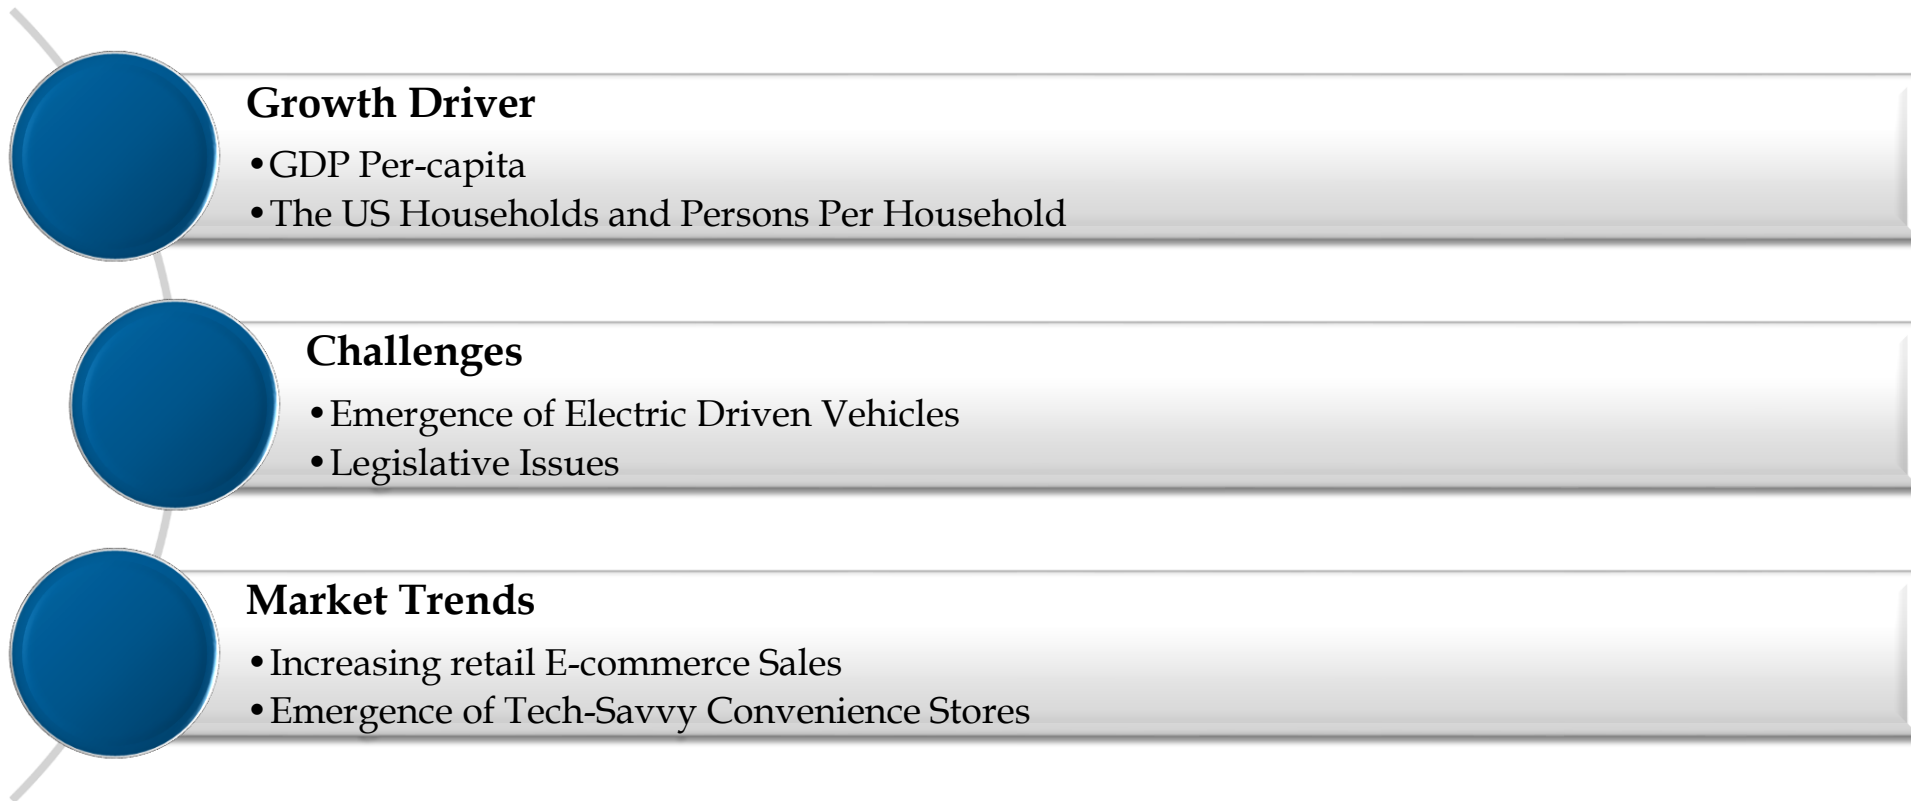 Growth Driver
•GDP Per-capita
•The US Households and Persons Per Household
Challenges
•Emergence of Electric Driven Vehicles
•Legislative Issues
Market Trends
•Increasing retail E-commerce Sales
•Emergence of Tech-Savvy Convenience Stores